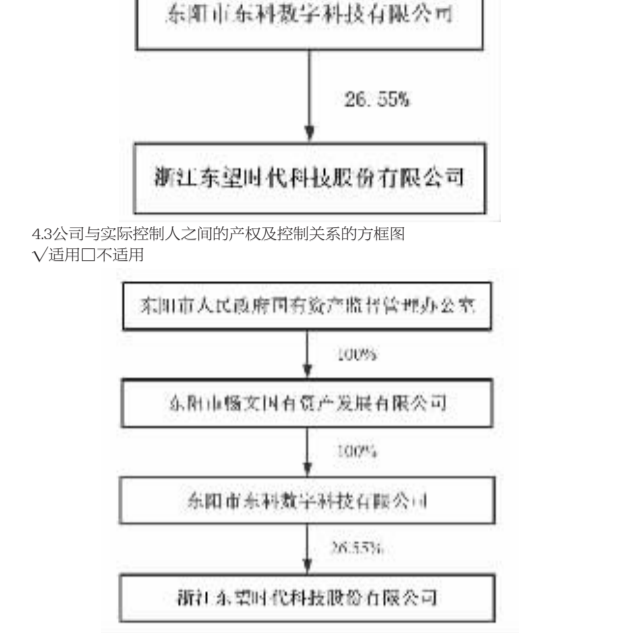 东阳市东科数字科技有限公司
26.55%
浙江东望时代科技股份有限公司
4.3公司与实际控制人之间的产权及控制关系的方框图
√适用□不适用
东阳市人民政府国有资产监督管理办公室
100%
东阳市畅文国有资产发展有限公司
100%
东阳市东科数字科技有限公司
26.55%
浙江东望时代科技股份有限公司